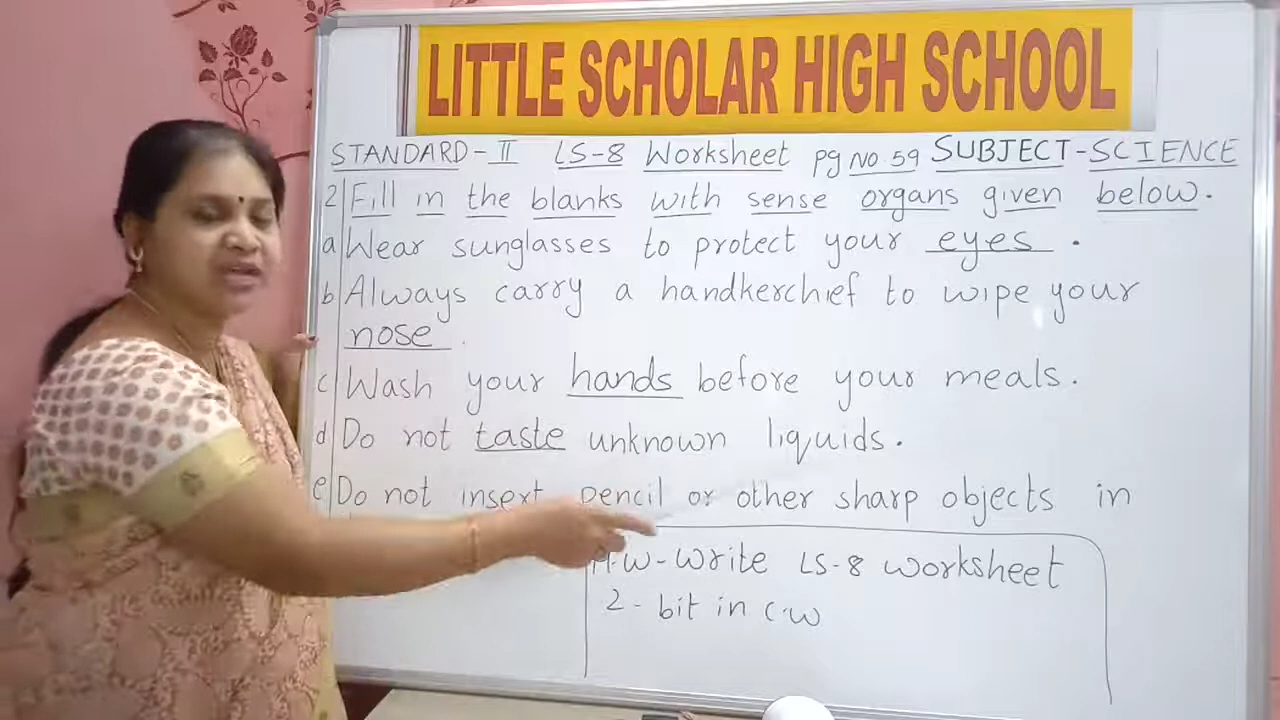 LITTLE SCHOLAR HIGH SCHOOL
STANDARD-II LS-8 Worksheet pg NO.59 SUBJECT-SCIENCE
2 Fill in the blanks with sense organs given below.
a Wear sunglasses to protect your eyes.
b Always carry a handkerchief to wipe your
nose.
c Wash your hands before your meals.
d Do not taste unknown liquids.
e Do not insert pencil or other sharp objects in
H.W-Write LS-8 worksheet
2- bit in C.W